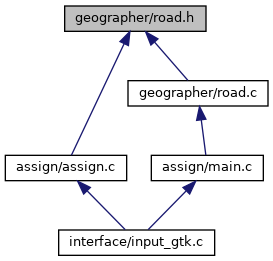 geographer/road.h
geographer/road.c
assign/assign.c
assign/main.c
interface/input_gtk.c